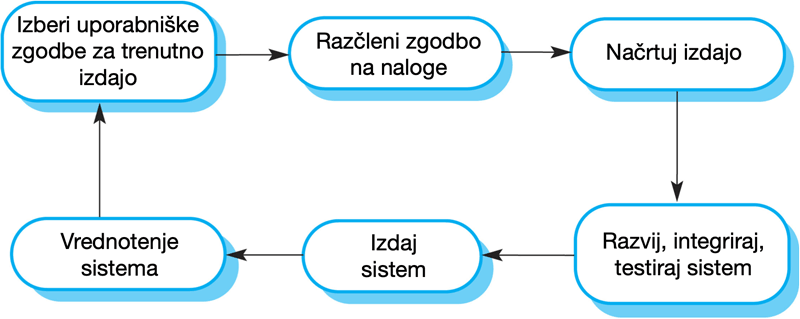 Izberi uporabniške
zgodbe za trenutno
izdajo
Razčleni zgodbo
na naloge
Načrtuj izdajo
Razvij, integriraj,
testiraj sistem
Izdaj
sistem
Vrednotenje
sistema